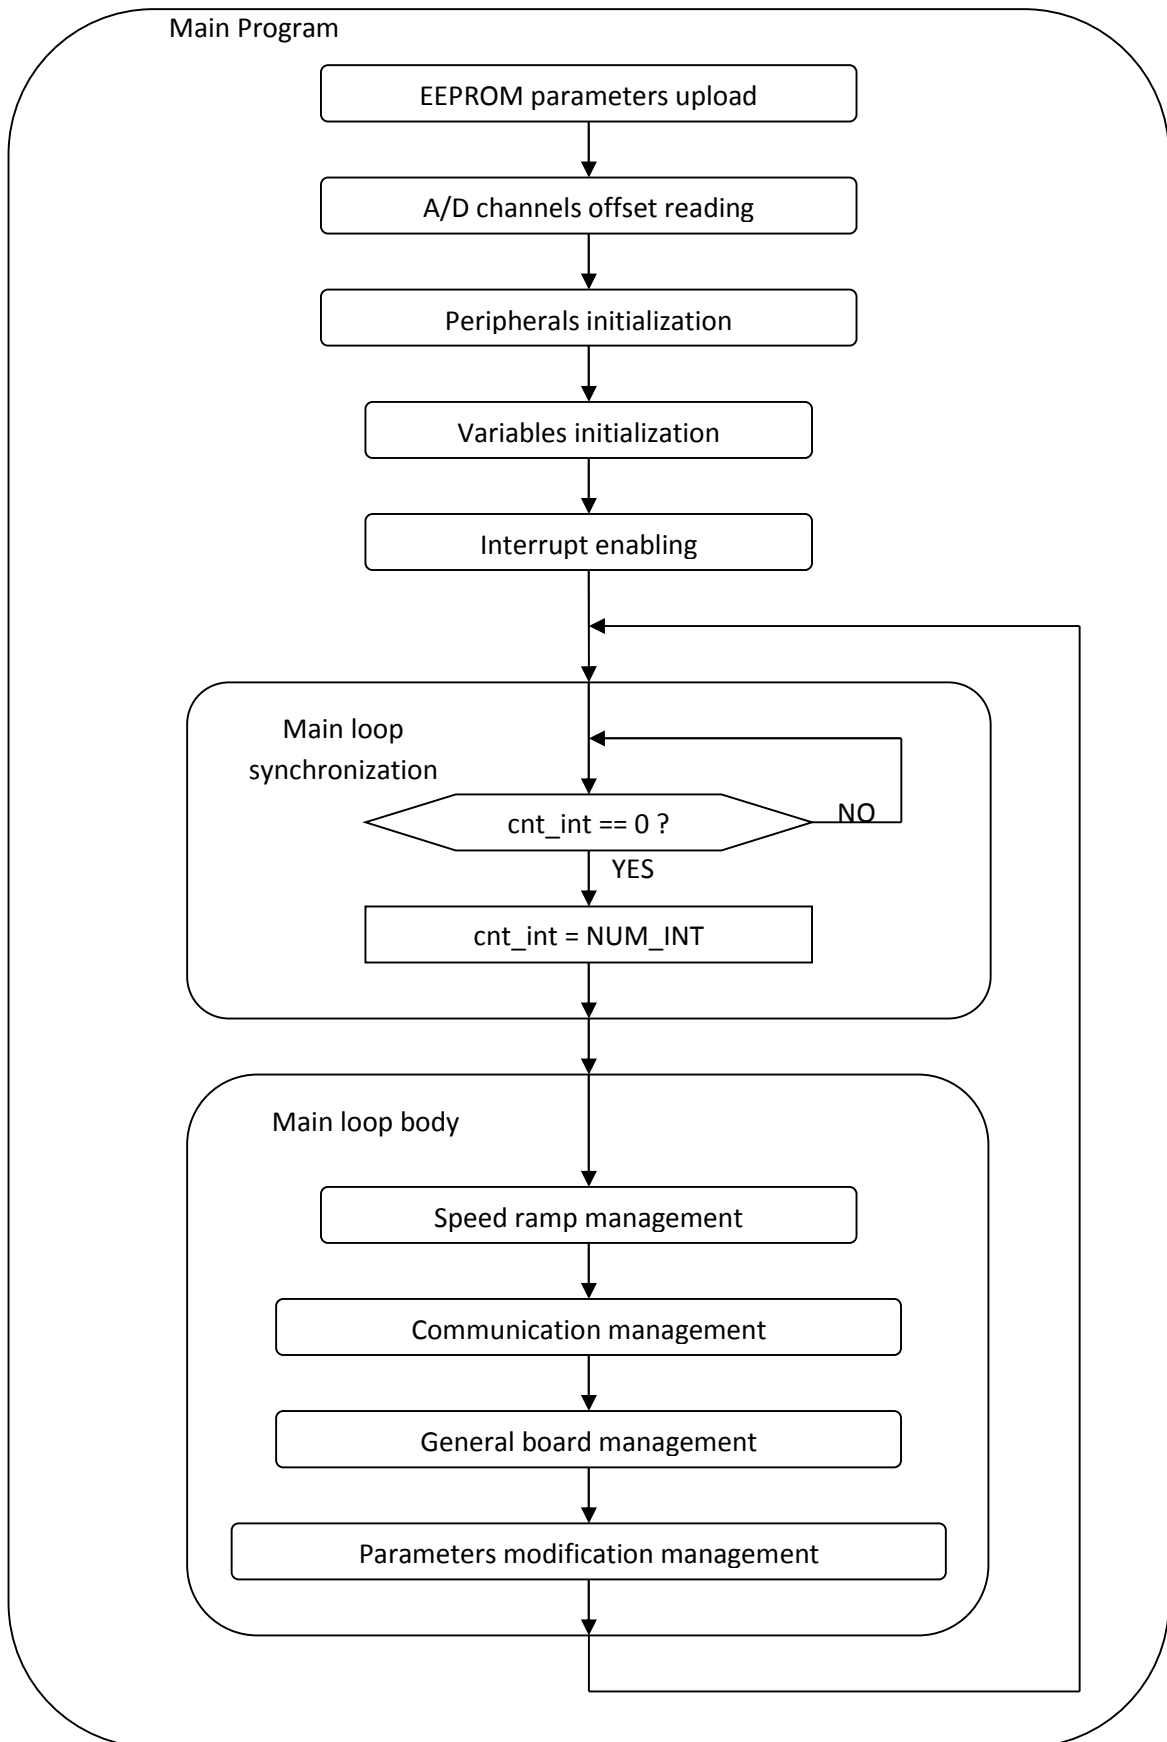 Main Program
EEPROM parameters upload
A/D channels offset reading
Peripherals initialization
Variables initialization
Interrupt enabling
Main loop
synchronization
cnt_int == 0 ?
NO
YES
cnt_int = NUM_INT
Main loop body
Speed ramp management
Communication management
General board management
Parameters modification management